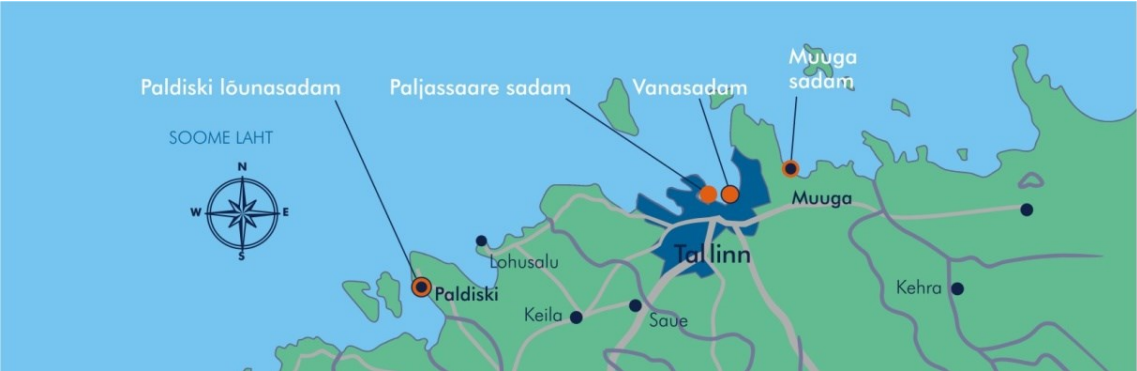 Muuga
sadam
Paldiski lõunasadam
Paljassaare sadam
Vanasadam
SOOME LAHT
N
W
E
S
Muuga
Tallinn
Lohusalu
Paldiski
Kehra
Keila
Saue